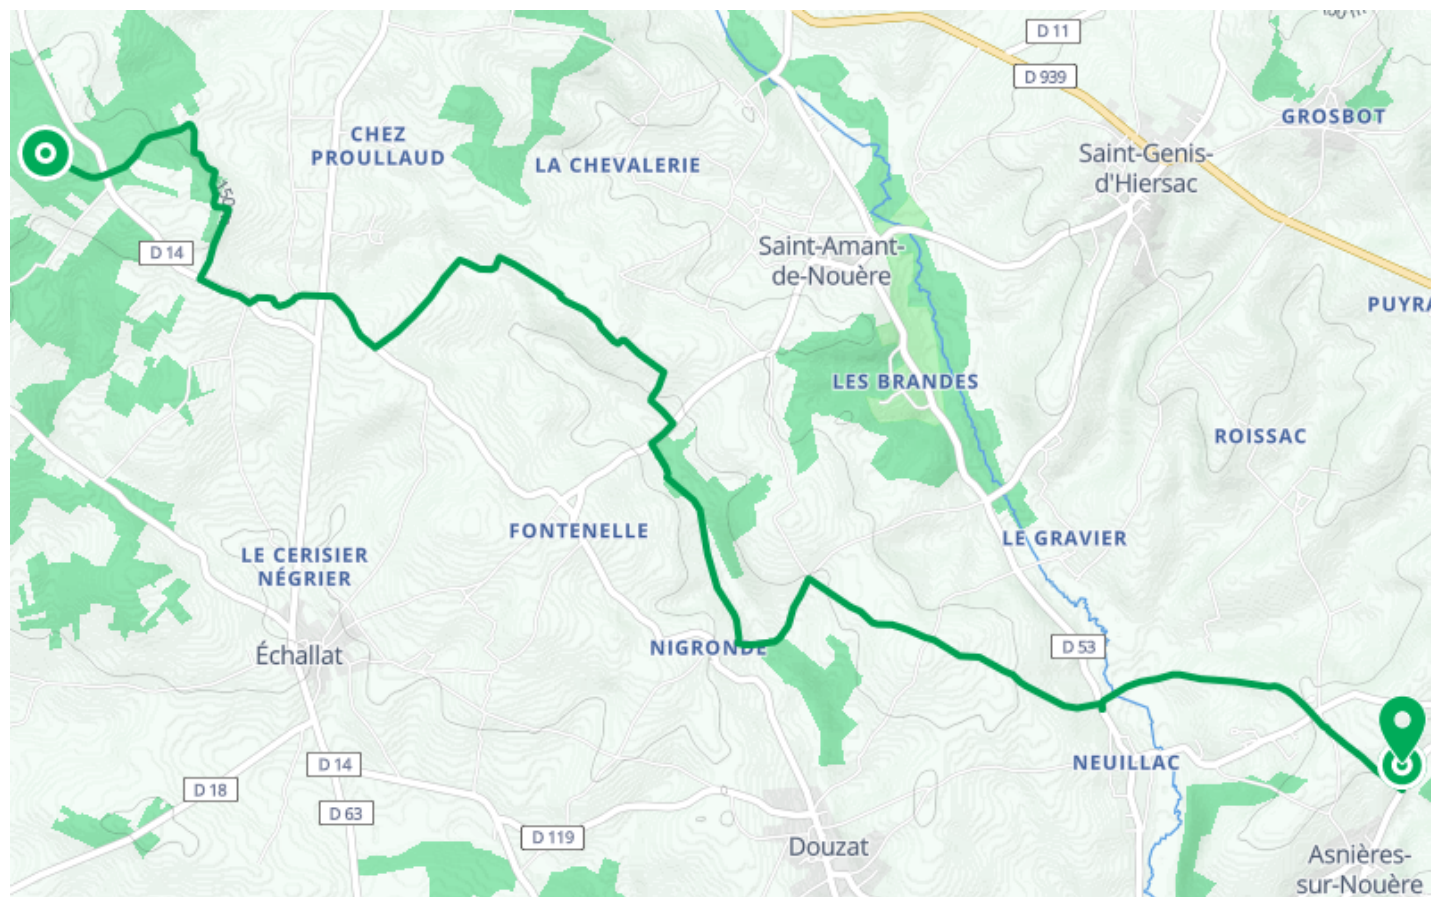 D 11
D 939
GROSBOT
CHEZ
PROULLAUD
LA CHEVALERIE
Saint-Genis-
d'Hiersac
150
D 14
Saint-Amant-
de-Nouère
PUYRA
LES BRANDES
ROISSAC
FONTENELLE
LE GRAVIER
LE CERISIER
NÉGRIER
Échallat
NIGRONDE
D 53
D 14
NEUILLAC
D 18
D 63
D 119
Douzat
Asnières-
sur-Nouère